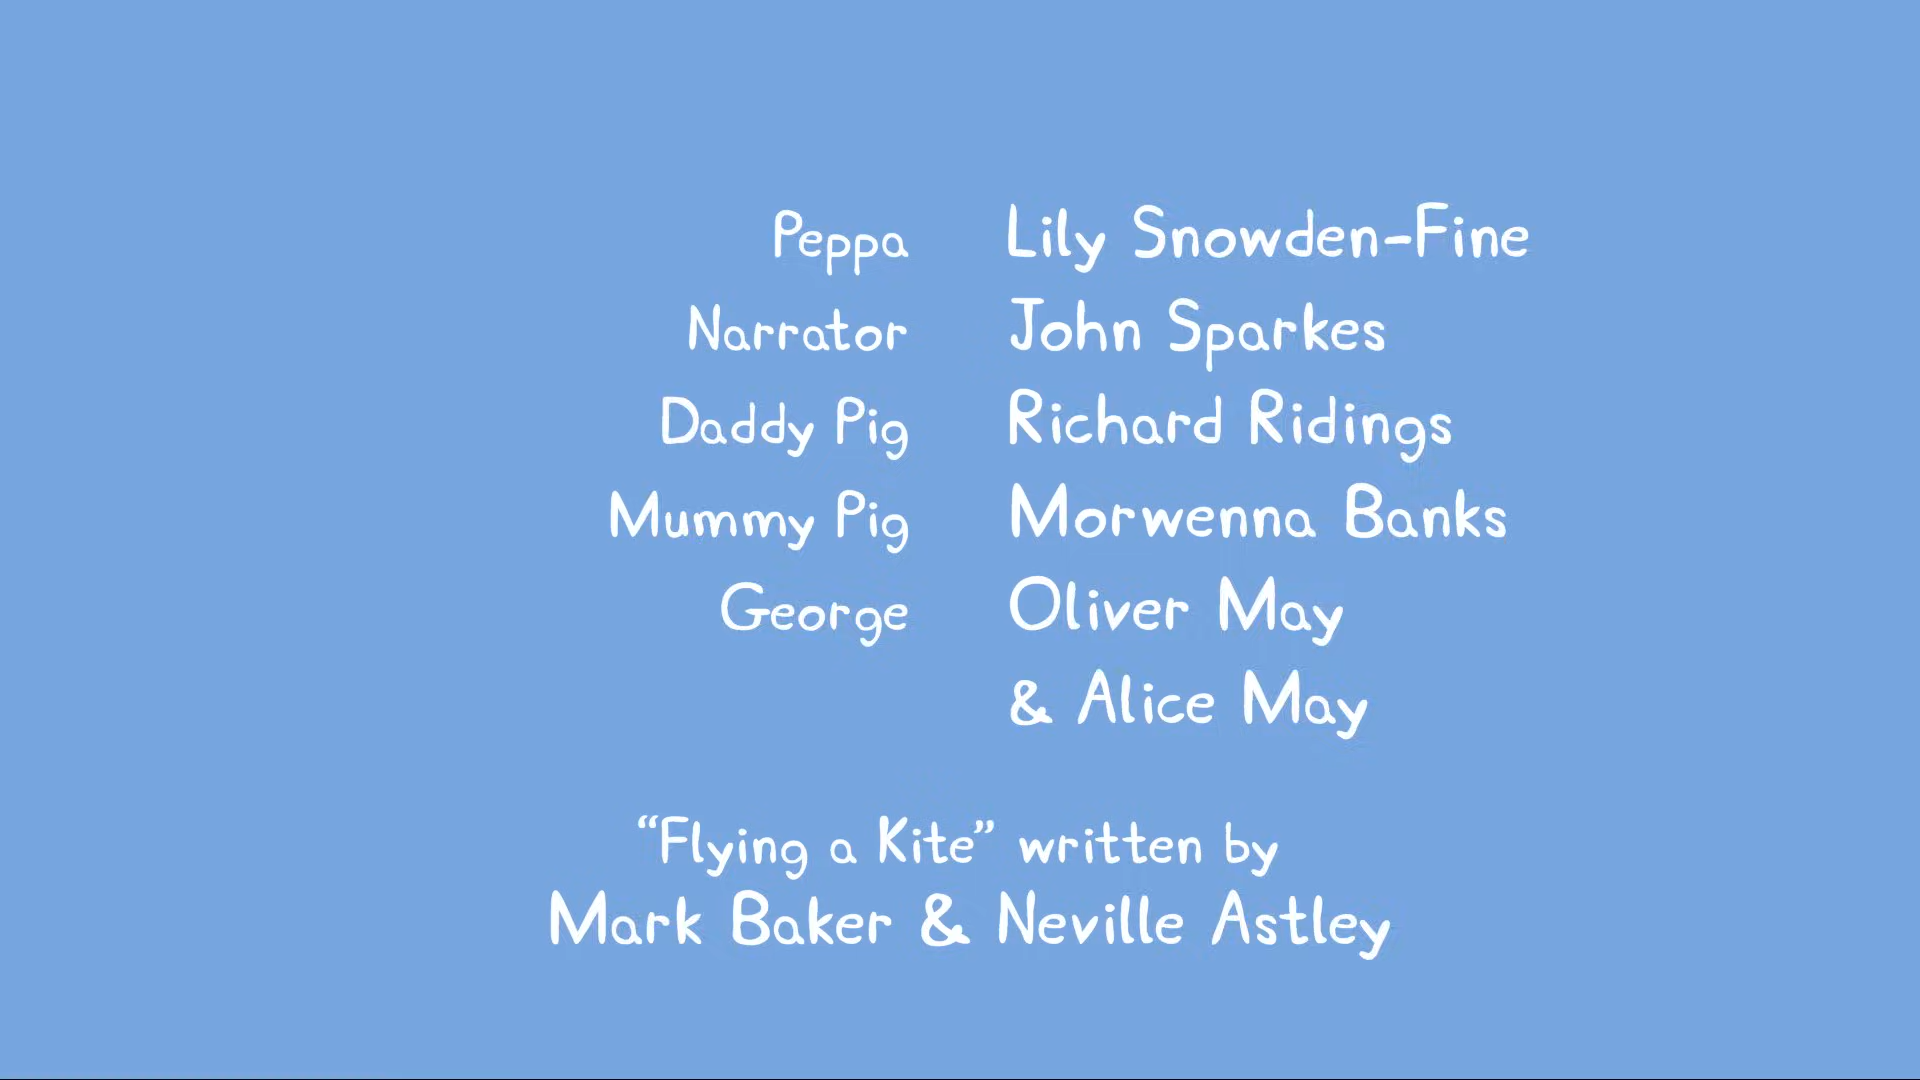 Peppa Lily Snowden-Fine
Narrator John Sparkes
Daddy Pig Richard Ridings
Mummy Pig Morwenna Banks
George Oliver May
& Alice May
“Flying a Kite” written by
Mark Baker & Neville Astley